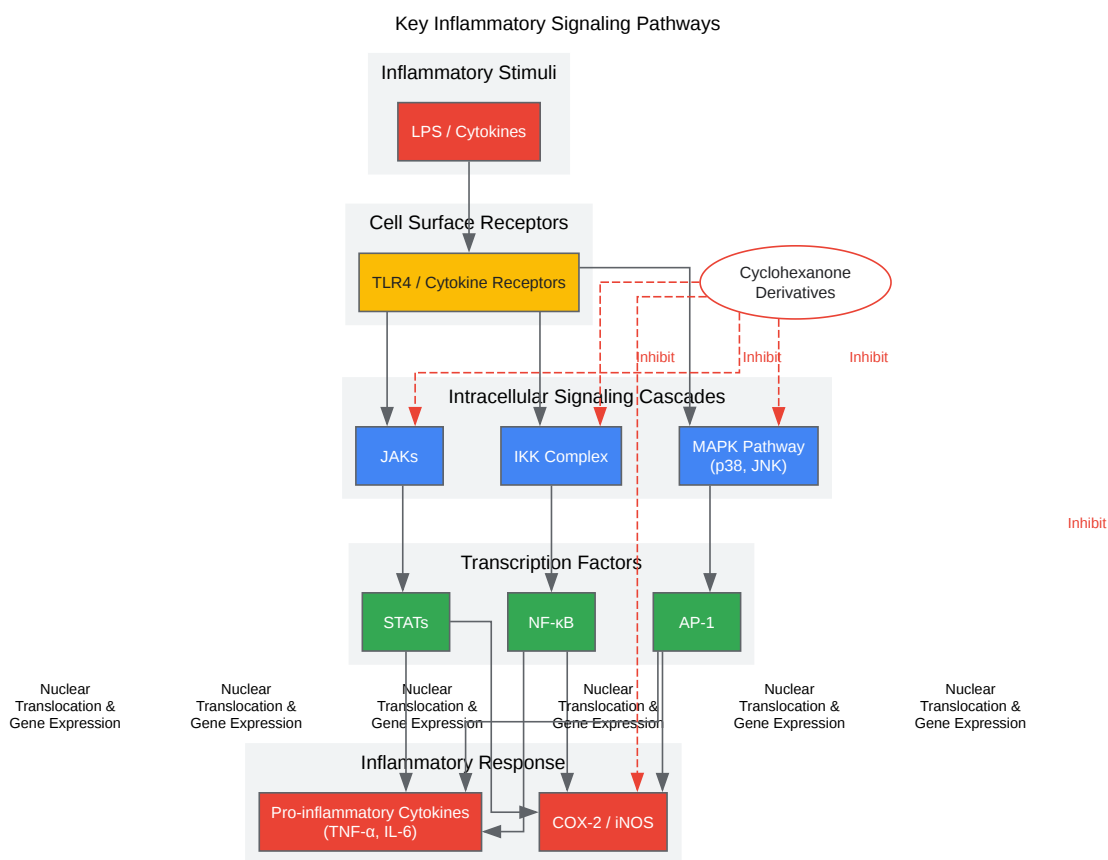 Key Inflammatory Signaling Pathways
Inflammatory Stimuli
LPS / Cytokines
Cell Surface Receptors
TLR4 / Cytokine Receptors
Cyclohexanone
Derivatives
Inhibit
Inhibit
Inhibit
Intracellular Signaling Cascades
JAKs
IKK Complex
MAPK Pathway
(p38, JNK)
Inhibit
Transcription Factors
STATs
NF-κB
AP-1
Nuclear
Translocation &
Gene Expression
Nuclear
Translocation &
Gene Expression
Nuclear
Translocation &
Gene Expression
Nuclear
Translocation &
Gene Expression
Nuclear
Translocation &
Gene Expression
Nuclear
Translocation &
Gene Expression
Inflammatory Response
Pro-inflammatory Cytokines
(TNF-α, IL-6)
COX-2 / iNOS